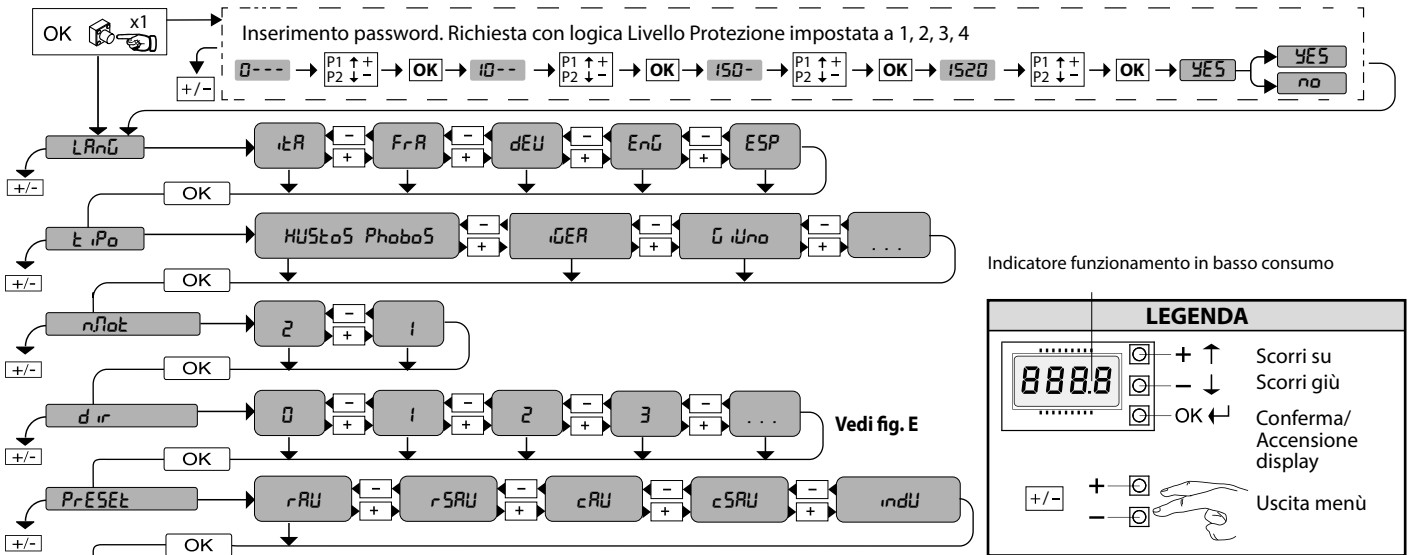 OK x1
Inserimento password. Richiesta con logica Livello Protezione impostata a 1, 2, 3, 4
0--- P1 ↑ + P2 ↓ − OK 10-- P1 ↑ + P2 ↓ − OK 150- P1 ↑ + P2 ↓ − OK 1520 P1 ↑ + P2 ↓ − OK YES YES
no
+/-
LAnG itA − + FrA − + dEU − + EnG − + ESP
+/-
OK
tiPo HUStoS PhoboS − + iGEA − + GiUno − + ...
+/-
OK
n.Mot 2 − + 1
+/-
OK
dir 0 − + 1 − + 2 − + 3 − + ... Vedi fig. E
+/-
OK
PrESEt rAU − + rSAU − + cAU − + cSAU − + indU
+/-
OK
Indicatore funzionamento in basso consumo
LEGENDA
888.8
+ ↑ Scorri su
− ↓ Scorri giù
OK Conferma/
Accensione
display
+/- + − Uscita menù